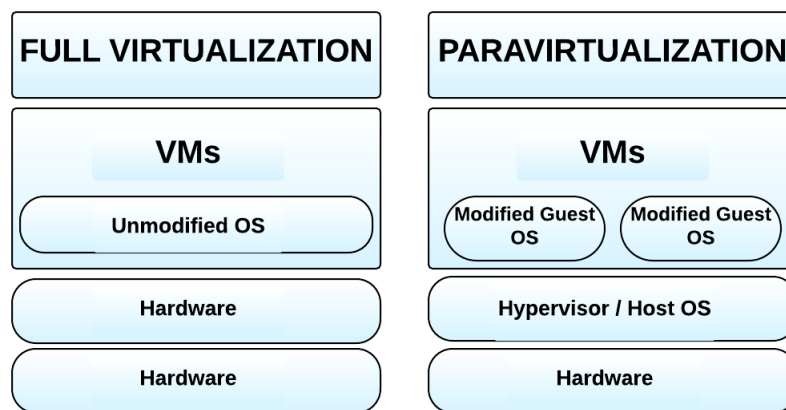 FULL VIRTUALIZATION
VMs
Unmodified OS
Hardware
Hardware
PARAVIRTUALIZATION
VMs
Modified Guest
OS
Modified Guest
OS
Hypervisor / Host OS
Hardware